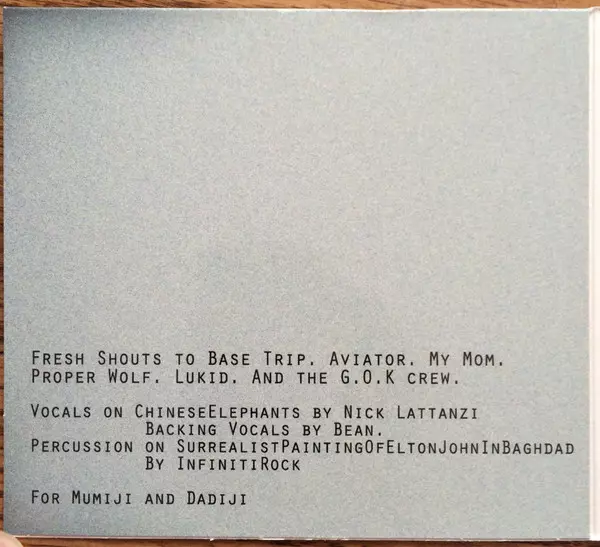 Fresh Shouts to Base Trip. Aviator. My Mom.
Proper Wolf. Lukid. And the G.O.K crew.
Vocals on ChineseElephants by Nick Lattanzi
Backing Vocals by Bean.
Percussion on SurrealistPaintingOfEltonJohnInBaghdad
By InfinitiRock
For Mumiji and Dadiji